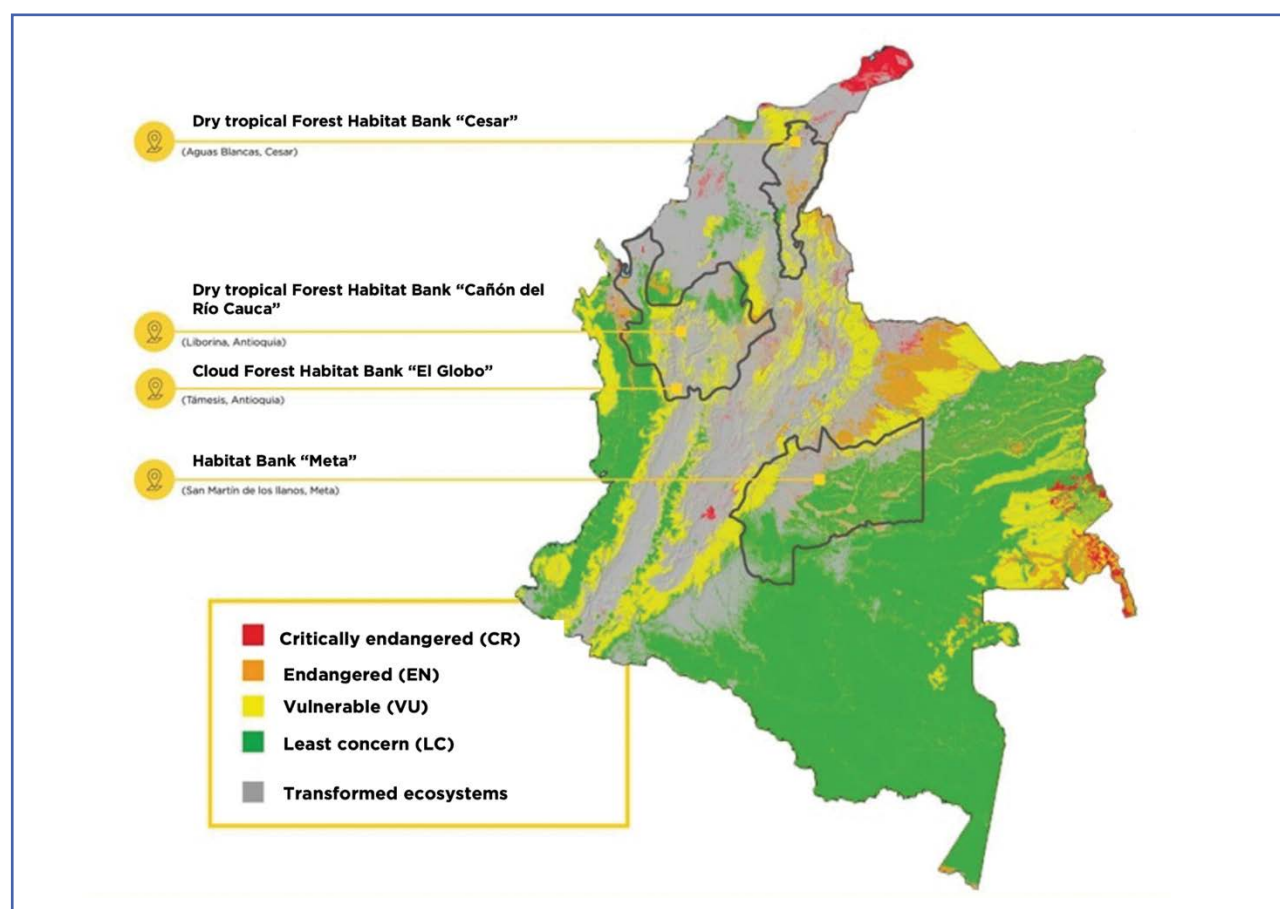 Dry tropical Forest Habitat Bank “Cesar”
(Aguas Blancas, Cesar)
Dry tropical Forest Habitat Bank “Cañón del
Río Cauca”
(Liborina, Antioquia)
Cloud Forest Habitat Bank “El Globo”
(Támesis, Antioquia)
Habitat Bank “Meta”
(San Martín de los llanos, Meta)
Critically endangered (CR)
Endangered (EN)
Vulnerable (VU)
Least concern (LC)
Transformed ecosystems